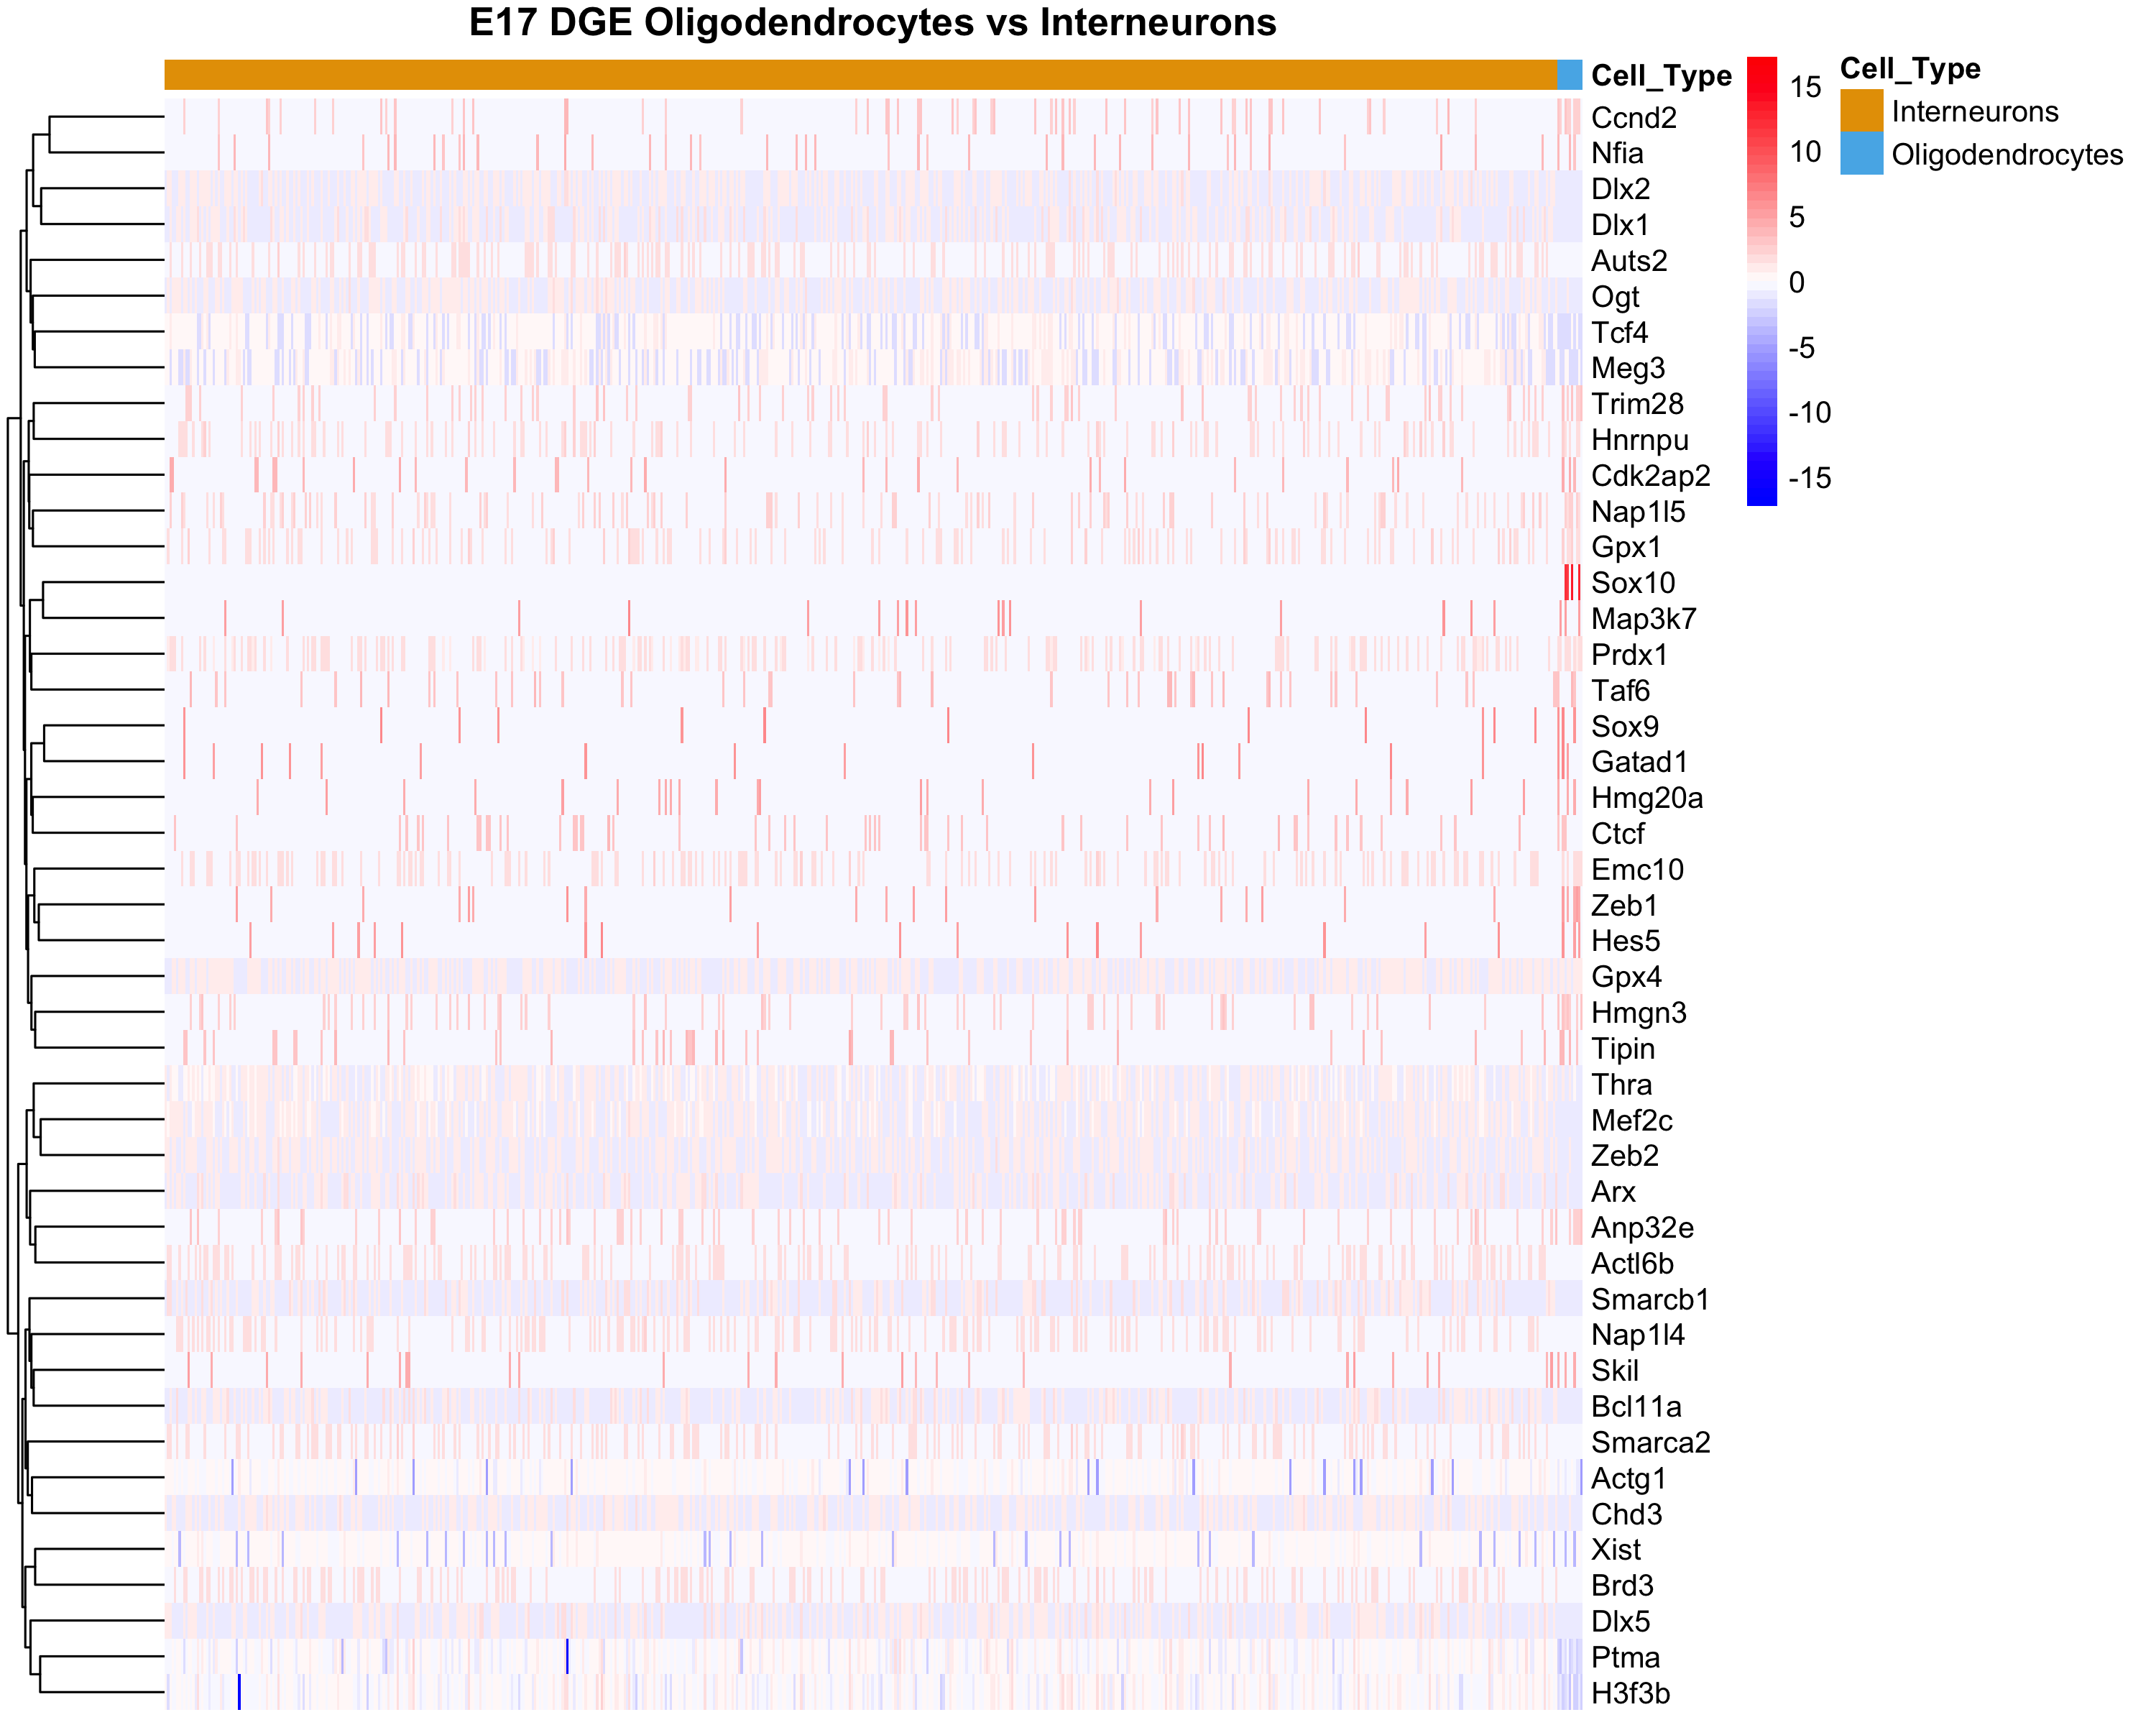 E17 DGE Oligodendrocytes vs Interneurons
Cell_Type
Ccnd2
Nfia
Dlx2
Dlx1
Auts2
Ogt
Tcf4
Meg3
Trim28
Hnrnpu
Cdk2ap2
Nap1l5
Gpx1
Sox10
Map3k7
Prdx1
Taf6
Sox9
Gatad1
Hmg20a
Ctcf
Emc10
Zeb1
Hes5
Gpx4
Hmgn3
Tipin
Thra
Mef2c
Zeb2
Arx
Anp32e
Actl6b
Smarcb1
Nap1l4
Skil
Bcl11a
Smarca2
Actg1
Chd3
Xist
Brd3
Dlx5
Ptma
H3f3b
15
10
5
0
-5
-10
-15
Cell_Type
Interneurons
Oligodendrocytes